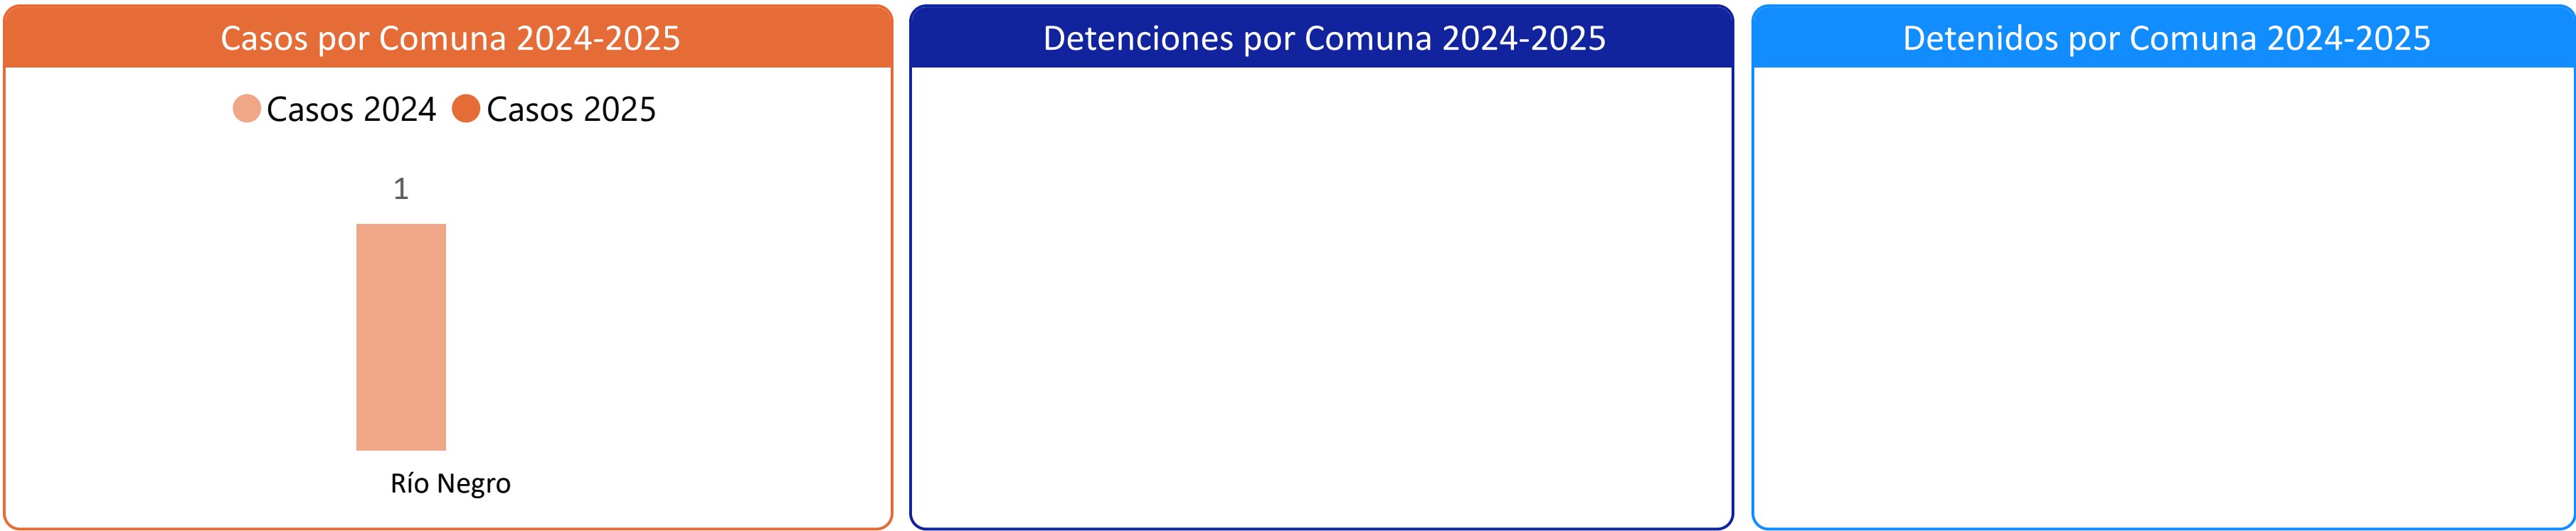 Casos por Comuna 2024-2025
Casos 2024 Casos 2025
1
Río Negro
Detenciones por Comuna 2024-2025
Detenidos por Comuna 2024-2025